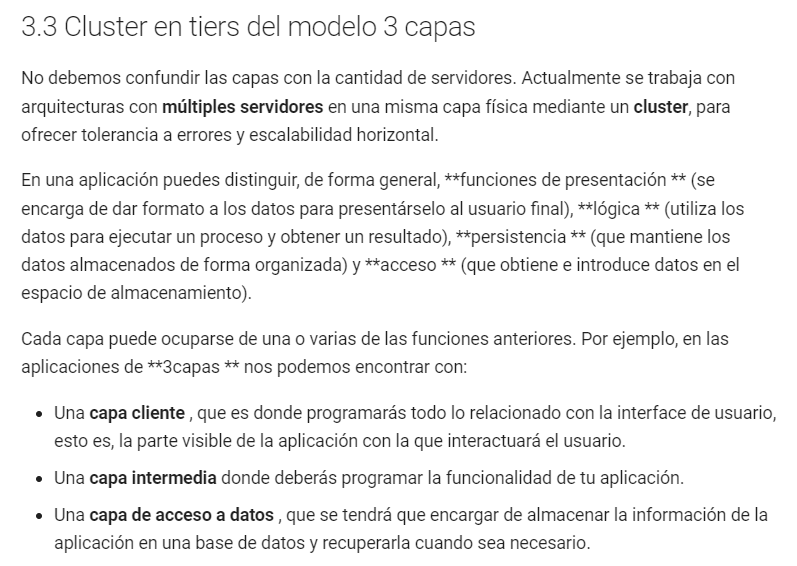 3.3 Cluster en tiers del modelo 3 capas
No debemos confundir las capas con la cantidad de servidores. Actualmente se trabaja con
arquitecturas con múltiples servidores en una misma capa física mediante un cluster, para
ofrecer tolerancia a errores y escalabilidad horizontal.
En una aplicación puedes distinguir, de forma general, **funciones de presentación ** (se
encarga de dar formato a los datos para presentárselo al usuario final), **lógica ** (utiliza los
datos para ejecutar un proceso y obtener un resultado), **persistencia ** (que mantiene los
datos almacenados de forma organizada) y **acceso ** (que obtiene e introduce datos en el
espacio de almacenamiento).
Cada capa puede ocuparse de una o varias de las funciones anteriores. Por ejemplo, en las
aplicaciones de **3capas ** nos podemos encontrar con:
• Una capa cliente , que es donde programarás todo lo relacionado con la interface de usuario,
esto es, la parte visible de la aplicación con la que interactuará el usuario.
• Una capa intermedia donde deberás programar la funcionalidad de tu aplicación.
• Una capa de acceso a datos , que se tendrá que encargar de almacenar la información de la
aplicación en una base de datos y recuperarla cuando sea necesario.